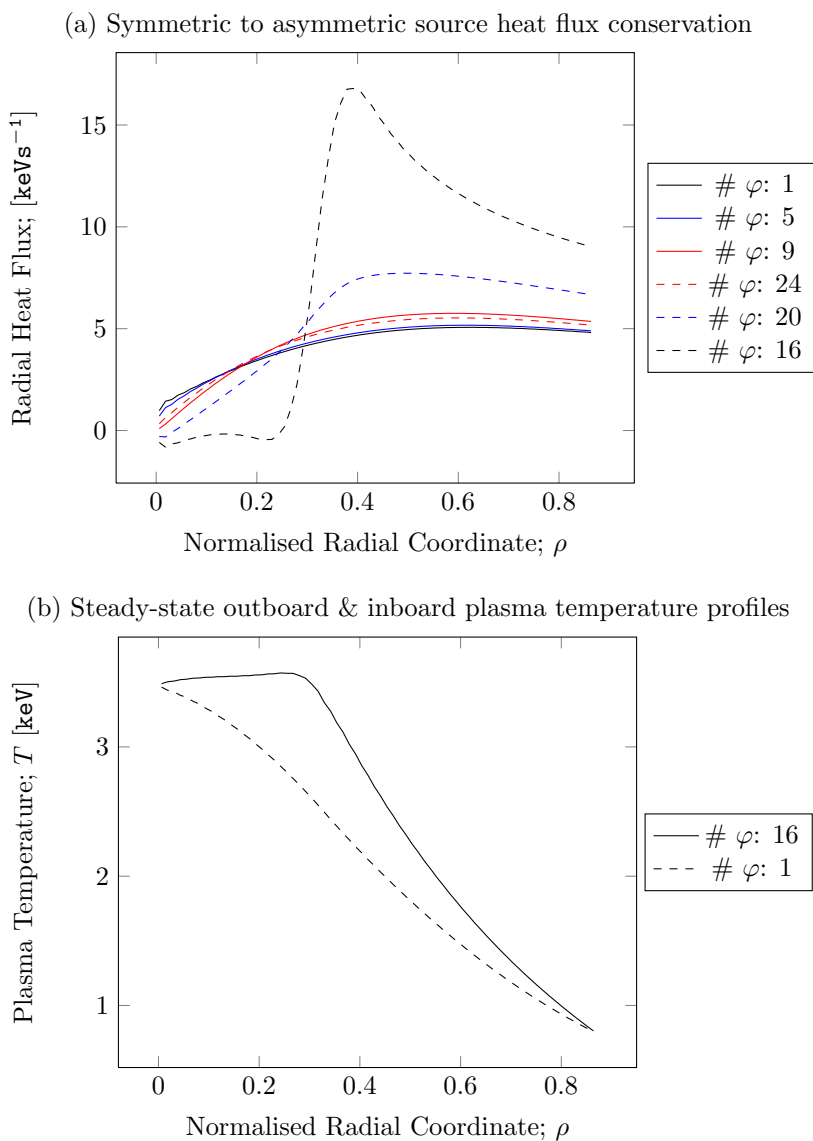 (a) Symmetric to asymmetric source heat flux conservation
Radial Heat Flux; [keVs⁻¹]
15
10
5
0
0 0.2 0.4 0.6 0.8
Normalised Radial Coordinate; ρ
# φ: 1
# φ: 5
# φ: 9
# φ: 24
# φ: 20
# φ: 16
(b) Steady-state outboard & inboard plasma temperature profiles
Plasma Temperature; T [keV]
3
2
1
0 0.2 0.4 0.6 0.8
Normalised Radial Coordinate; ρ
# φ: 16
# φ: 1